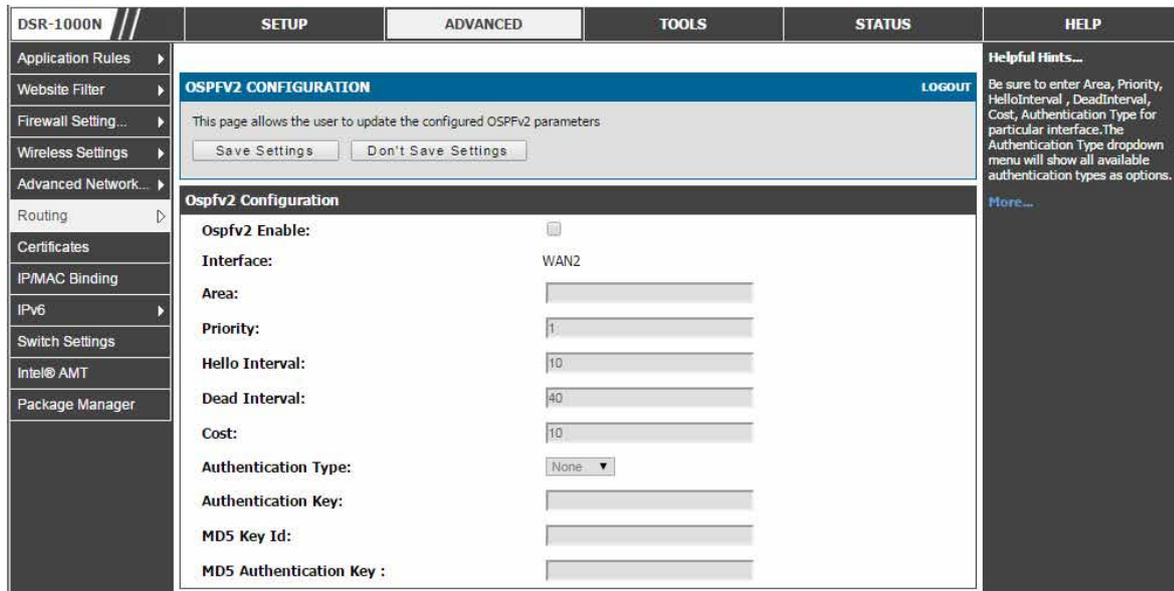 DSR-1000N
SETUP
ADVANCED
TOOLS
STATUS
HELP
Application Rules
Website Filter
Firewall Setting...
Wireless Settings
Advanced Network...
Routing
Certificates
IP/MAC Binding
IPv6
Switch Settings
Intel® AMT
Package Manager
OSPFV2 CONFIGURATION
LOGOUT
This page allows the user to update the configured OSPFv2 parameters
Save Settings
Don't Save Settings
Ospfv2 Configuration
Ospfv2 Enable:
Interface: WAN2
Area:
Priority: 1
Hello Interval: 10
Dead Interval: 40
Cost: 10
Authentication Type: None
Authentication Key:
MD5 Key Id:
MD5 Authentication Key :
Helpful Hints...
Be sure to enter Area, Priority,
HelloInterval , DeadInterval,
Cost, Authentication Type for
particular interface.The
Authentication Type dropdown
menu will show all available
authentication types as options.
More...